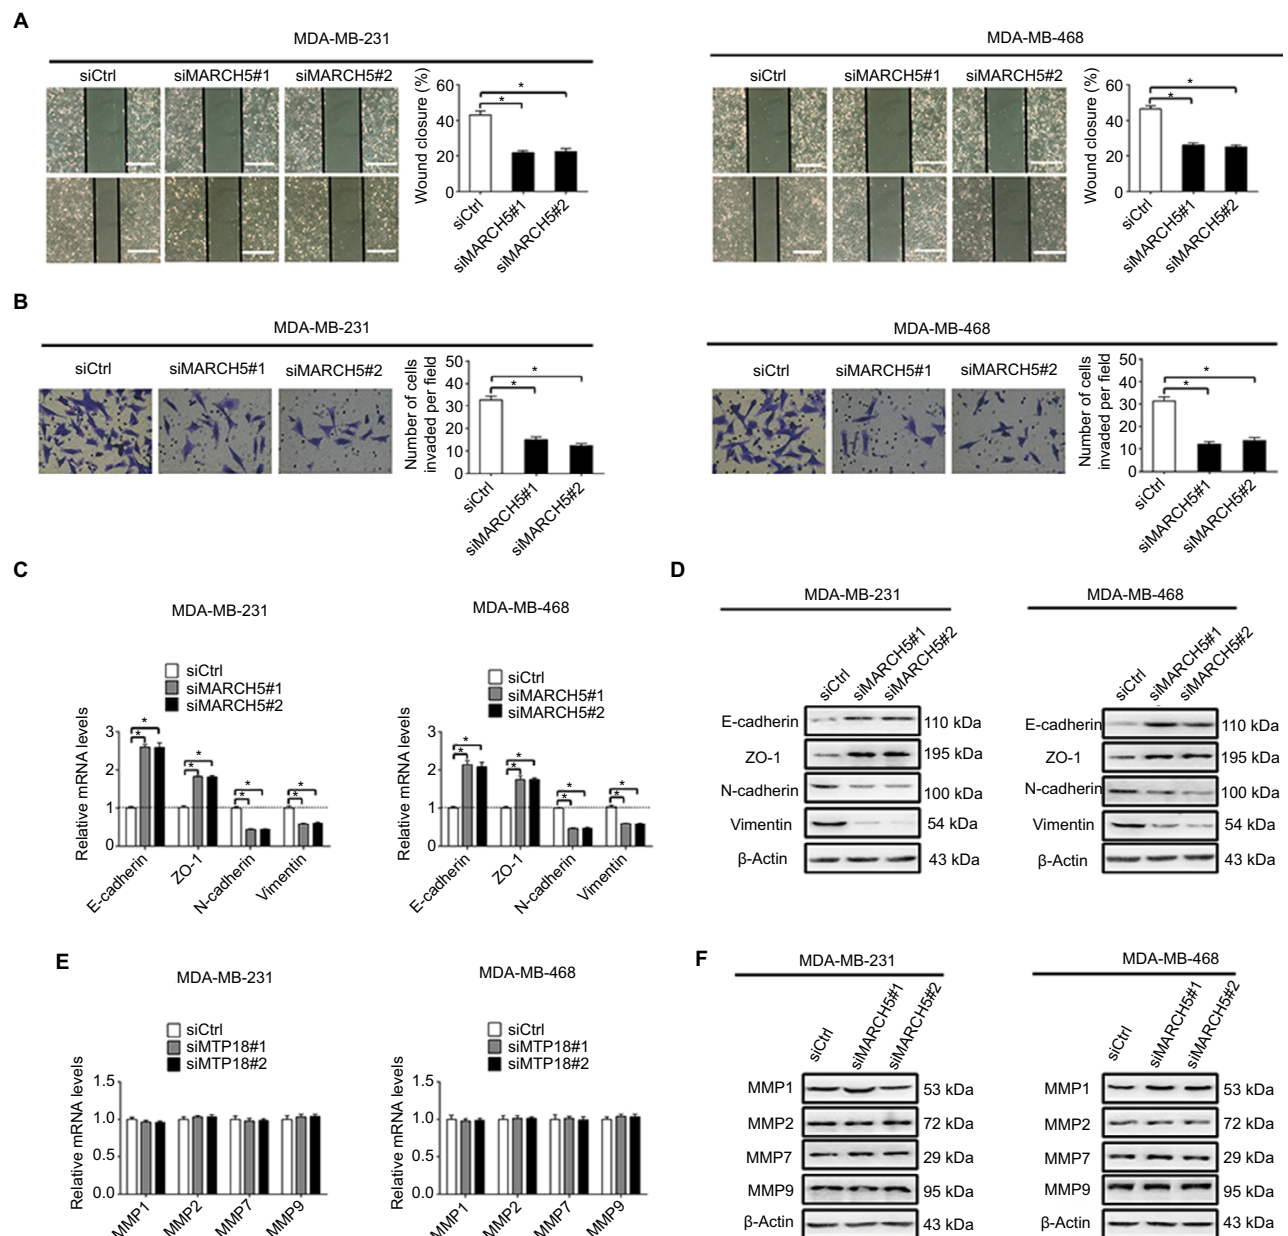 A
MDA-MB-231
siCtrl siMARCH5#1 siMARCH5#2
Wound closure (%)
60
40
20
0
siCtrl
siMARCH5#1
siMARCH5#2
MDA-MB-468
siCtrl siMARCH5#1 siMARCH5#2
Wound closure (%)
60
40
20
0
siCtrl
siMARCH5#1
siMARCH5#2
* *
* *
B
MDA-MB-231
siCtrl siMARCH5#1 siMARCH5#2
Number of cells
invaded per field
50
40
30
20
10
0
* *
siCtrl
siMARCH5#1
siMARCH5#2
MDA-MB-468
siCtrl siMARCH5#1 siMARCH5#2
Number of cells
invaded per field
50
40
30
20
10
0
* *
siCtrl
siMARCH5#1
siMARCH5#2
C
MDA-MB-231
siCtrl
siMARCH5#1
siMARCH5#2
Relative mRNA levels
3
2
1
0
* * * * * * * *
E-cadherin
ZO-1
N-cadherin
Vimentin
MDA-MB-468
siCtrl
siMARCH5#1
siMARCH5#2
Relative mRNA levels
3
2
1
0
* * * * * * * *
E-cadherin
ZO-1
N-cadherin
Vimentin
D
MDA-MB-231
siCtrl
siMARCH5#1
siMARCH5#2
E-cadherin 110 kDa
ZO-1 195 kDa
N-cadherin 100 kDa
Vimentin 54 kDa
β-Actin 43 kDa
MDA-MB-468
siCtrl
siMARCH5#1
siMARCH5#2
E-cadherin 110 kDa
ZO-1 195 kDa
N-cadherin 100 kDa
Vimentin 54 kDa
β-Actin 43 kDa
E
MDA-MB-231
siCtrl
siMTP18#1
siMTP18#2
Relative mRNA levels
1.5
1.0
0.5
0.0
MMP1
MMP2
MMP7
MMP9
MDA-MB-468
siCtrl
siMTP18#1
siMTP18#2
Relative mRNA levels
1.5
1.0
0.5
0.0
MMP1
MMP2
MMP7
MMP9
F
MDA-MB-231
siCtrl
siMARCH5#1
siMARCH5#2
MMP1 53 kDa
MMP2 72 kDa
MMP7 29 kDa
MMP9 95 kDa
β-Actin 43 kDa
MDA-MB-468
siCtrl
siMARCH5#1
siMARCH5#2
MMP1 53 kDa
MMP2 72 kDa
MMP7 29 kDa
MMP9 95 kDa
β-Actin 43 kDa